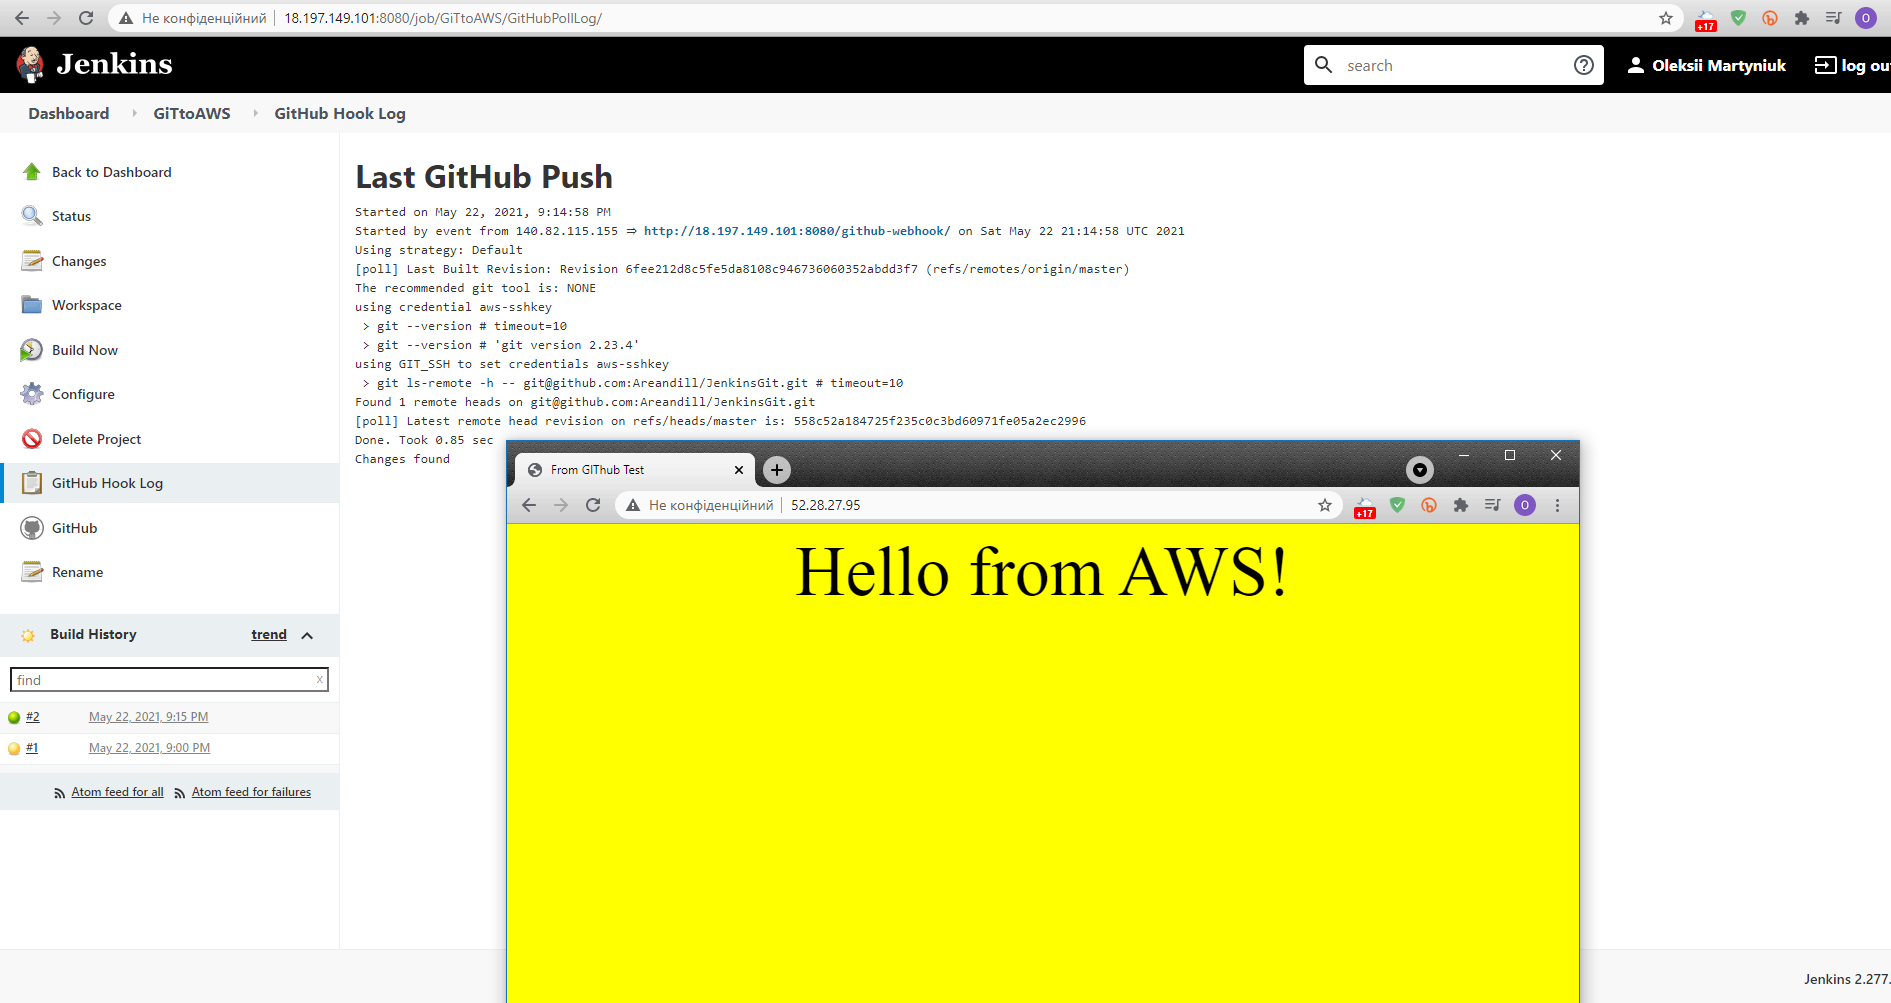 Не конфіденційний 18.197.149.101:8080/job/GiTtoAWS/GitHubPollLog/
+17
O
Jenkins
search
Oleksii Martyniuk
log ou
Dashboard GiTtoAWS GitHub Hook Log
Back to Dashboard
Status
Changes
Workspace
Build Now
Configure
Delete Project
GitHub Hook Log
GitHub
Rename
Build History trend
find x
#2 May 22, 2021, 9:15 PM
#1 May 22, 2021, 9:00 PM
Atom feed for all Atom feed for failures
Last GitHub Push
Started on May 22, 2021, 9:14:58 PM
Started by event from 140.82.115.155 ⇒ http://18.197.149.101:8080/github-webhook/ on Sat May 22 21:14:58 UTC 2021
Using strategy: Default
[poll] Last Built Revision: Revision 6fee212d8c5fe5da8108c946736060352abdd3f7 (refs/remotes/origin/master)
The recommended git tool is: NONE
using credential aws-sshkey
> git --version # timeout=10
> git --version # 'git version 2.23.4'
using GIT_SSH to set credentials aws-sshkey
> git ls-remote -h -- git@github.com:Areandill/JenkinsGit.git # timeout=10
Found 1 remote heads on git@github.com:Areandill/JenkinsGit.git
[poll] Latest remote head revision on refs/heads/master is: 558c52a184725f235c0c3bd60971fe05a2ec2996
Done. Took 0.85 sec
Changes found
From GIThub Test
Не конфіденційний 52.28.27.95
+17
O
Hello from AWS!
Jenkins 2.277.